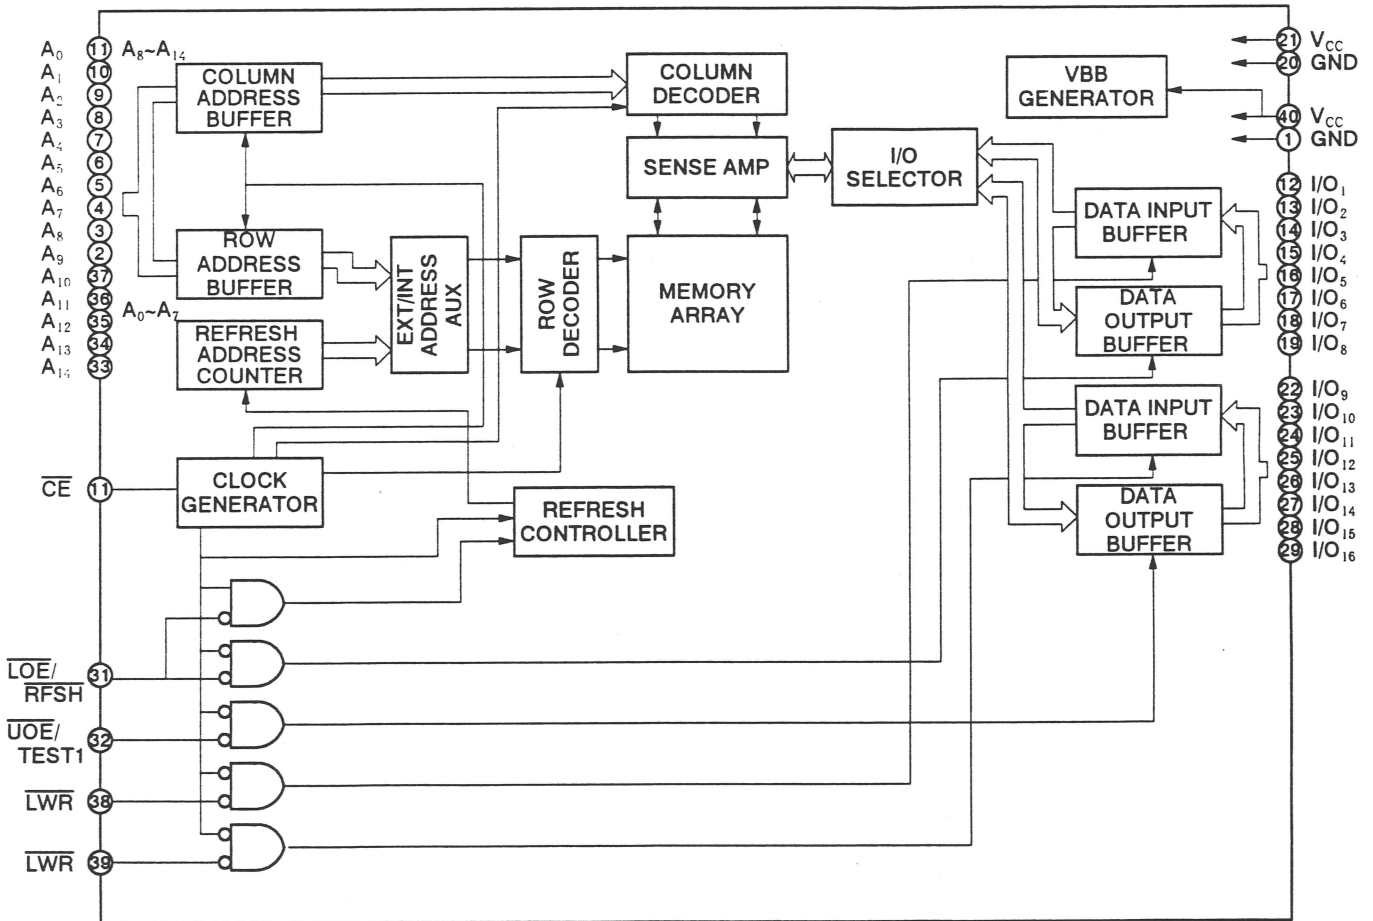 A₀ 11 A₈~A₁₄
A₁ 10
A₂ 9
A₃ 8
A₄ 7
A₅ 6
A₆ 5
A₇ 4
A₈ 3
A₉ 2
A₁₀ 37
A₁₁ 36
A₁₂ 35 A₀~A₇
A₁₃ 34
A₁₄ 33
COLUMN
ADDRESS
BUFFER
ROW
ADDRESS
BUFFER
REFRESH
ADDRESS
COUNTER
EXT/INT
ADDRESS
AUX
ROW
DECODER
COLUMN
DECODER
SENSE AMP
MEMORY
ARRAY
I/O
SELECTOR
VBB
GENERATOR
21 VCC
20 GND
40 VCC
1 GND
DATA INPUT
BUFFER
DATA
OUTPUT
BUFFER
DATA INPUT
BUFFER
DATA
OUTPUT
BUFFER
12 I/O₁
13 I/O₂
14 I/O₃
15 I/O₄
16 I/O₅
17 I/O₆
18 I/O₇
19 I/O₈
22 I/O₉
23 I/O₁₀
24 I/O₁₁
25 I/O₁₂
26 I/O₁₃
27 I/O₁₄
28 I/O₁₅
29 I/O₁₆
C̅E̅ 11
CLOCK
GENERATOR
REFRESH
CONTROLLER
L̅O̅E̅/ 31
R̅F̅S̅H̅
U̅O̅E̅/ 32
TEST1
L̅W̅R̅ 38
L̅W̅R̅ 39